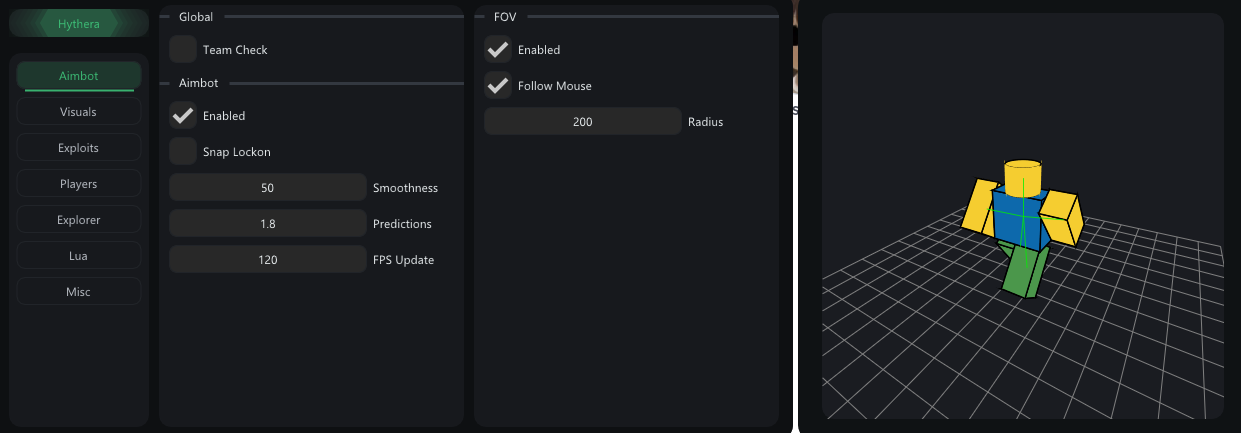 Hythera
Aimbot
Visuals
Exploits
Players
Explorer
Lua
Misc
Global
Team Check
Aimbot
Enabled
Snap Lockon
50 Smoothness
1.8 Predictions
120 FPS Update
FOV
Enabled
Follow Mouse
200 Radius